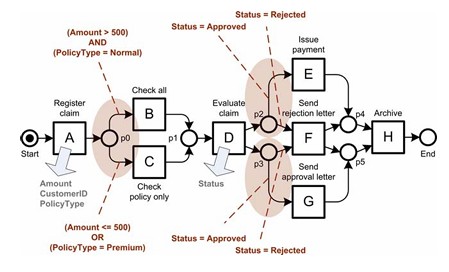 (Amount > 500)
AND
(PolicyType = Normal)
Status = Approved
Status = Rejected
Issue
payment
Check all
Register
claim
Evaluate
claim
Send
rejection letter
Archive
E
B
p2
p4
A
p0
p1
D
F
H
Start
End
C
p3
p5
Check
policy only
Send
approval letter
G
Amount
CustomerID
PolicyType
Status
(Amount <= 500)
OR
(PolicyType = Premium)
Status = Approved
Status = Rejected